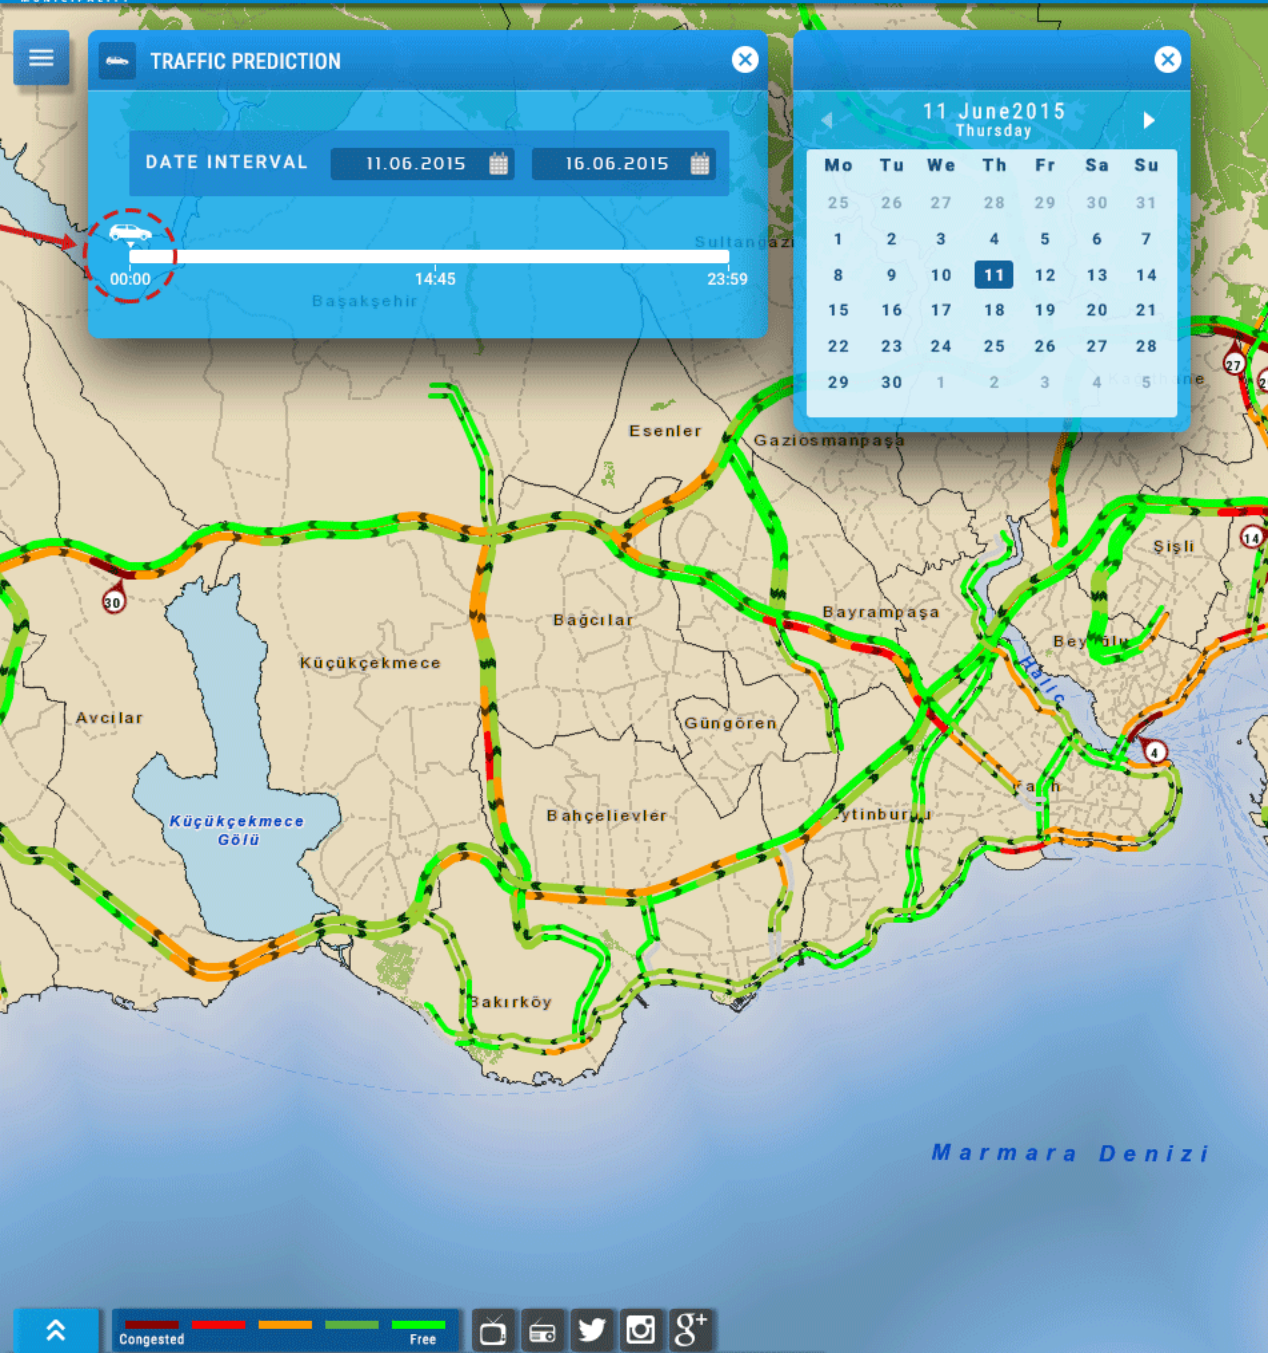 TRAFFIC PREDICTION
DATE INTERVAL 11.06.2015 16.06.2015
00:00 14:45 23:59
11 June2015
Thursday
Mo Tu We Th Fr Sa Su
25 26 27 28 29 30 31
1 2 3 4 5 6 7
8 9 10 11 12 13 14
15 16 17 18 19 20 21
22 23 24 25 26 27 28
29 30 1 2 3 4 5
Sultangazi
Başakşehir
27
Esenler
Gaziosmanpaşa
14
Şişli
30
Bağcılar
Bayrampaşa
Küçükçekmece
Haliç
Avcılar
Güngören
4
Bahçelievler
Küçükçekmece
Gölü
Bakırköy
Marmara Denizi
Congested Free
g+